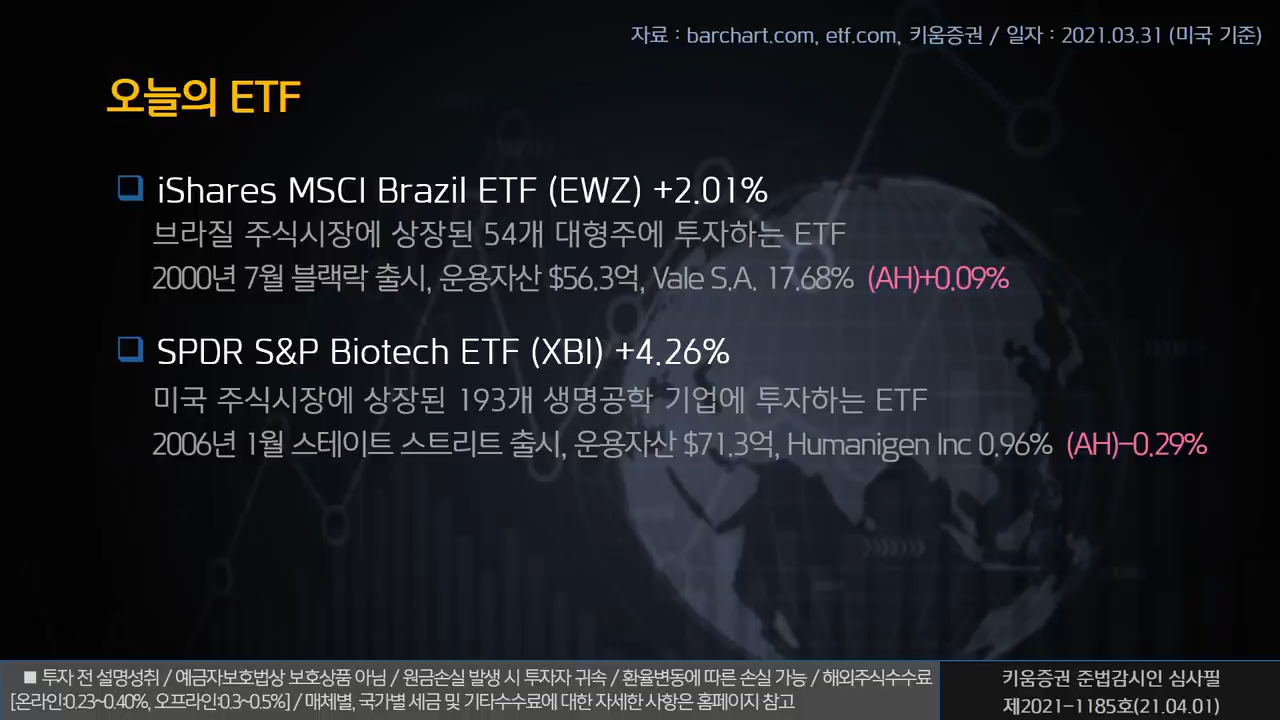 자료 : barchart.com, etf.com, 키움증권 / 일자 : 2021.03.31 (미국 기준)
오늘의 ETF
❑ iShares MSCI Brazil ETF (EWZ) +2.01%
브라질 주식시장에 상장된 54개 대형주에 투자하는 ETF
2000년 7월 블랙락 출시, 운용자산 $56.3억, Vale S.A. 17.68% (AH)+0.09%
❑ SPDR S&P Biotech ETF (XBI) +4.26%
미국 주식시장에 상장된 193개 생명공학 기업에 투자하는 ETF
2006년 1월 스테이트 스트리트 출시, 운용자산 $71.3억, Humanigen Inc 0.96% (AH)-0.29%
■ 투자 전 설명성취 / 예금자보호법상 보호상품 아님 / 원금손실 발생 시 투자자 귀속 / 환율변동에 따른 손실 가능 / 해외주식수수료
[온라인:0.23~0.40%, 오프라인:0.3~0.5%] / 매체별, 국가별 세금 및 기타수수료에 대한 자세한 사항은 홈페이지 참고
키움증권 준법감시인 심사필
제2021-1185호(21.04.01)